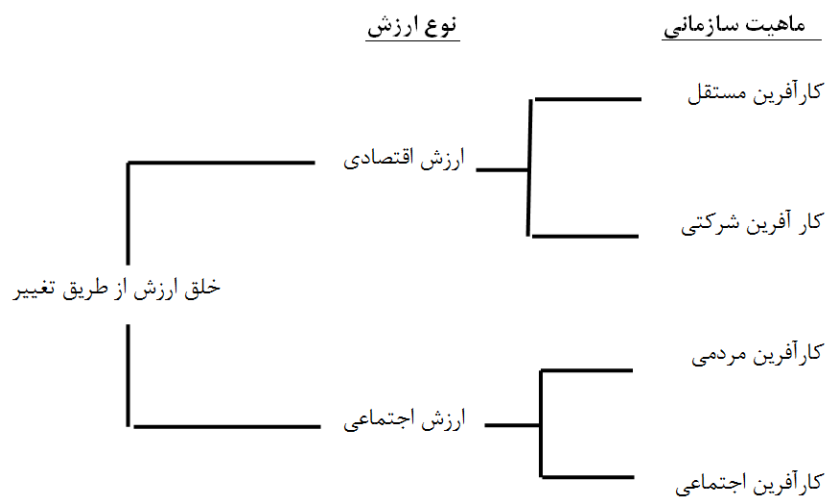 ماهیت سازمانی
نوع ارزش
کارآفرین مستقل
ارزش اقتصادی
کار آفرین شرکتی
خلق ارزش از طریق تغییر
کارآفرین مردمی
ارزش اجتماعی
کارآفرین اجتماعی